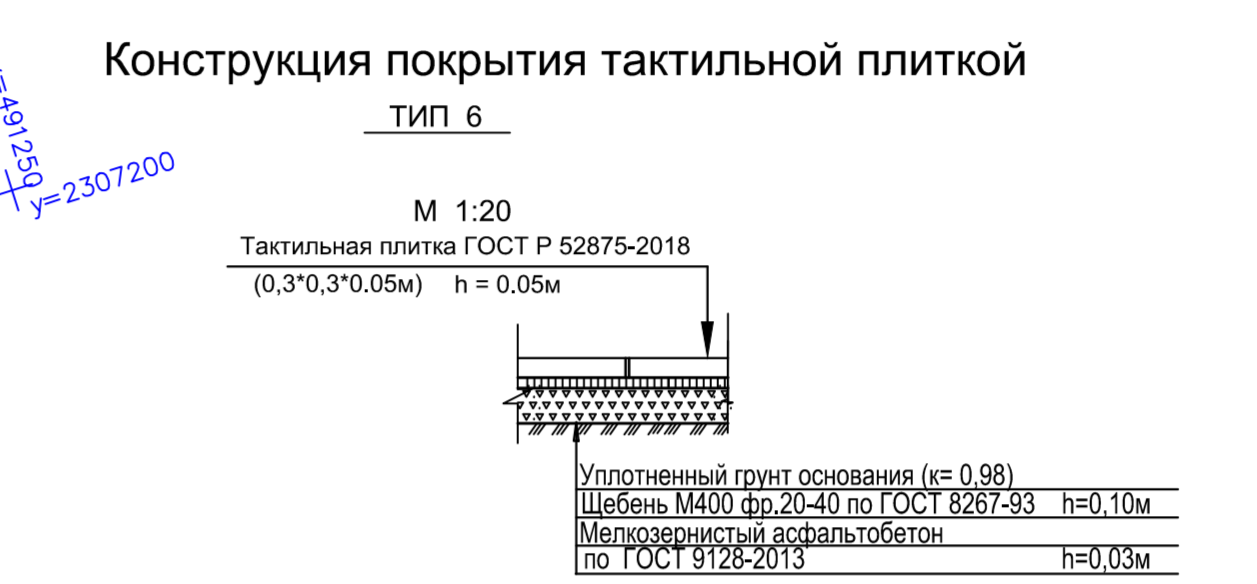 Конструкция покрытия тактильной плиткой
ТИП 6
=491250
y=2307200
М 1:20
Тактильная плитка ГОСТ Р 52875-2018
(0,3*0,3*0.05м) h = 0.05м
Уплотненный грунт основания (к= 0,98)
Щебень М400 фр.20-40 по ГОСТ 8267-93 h=0,10м
Мелкозернистый асфальтобетон
по ГОСТ 9128-2013 h=0,03м